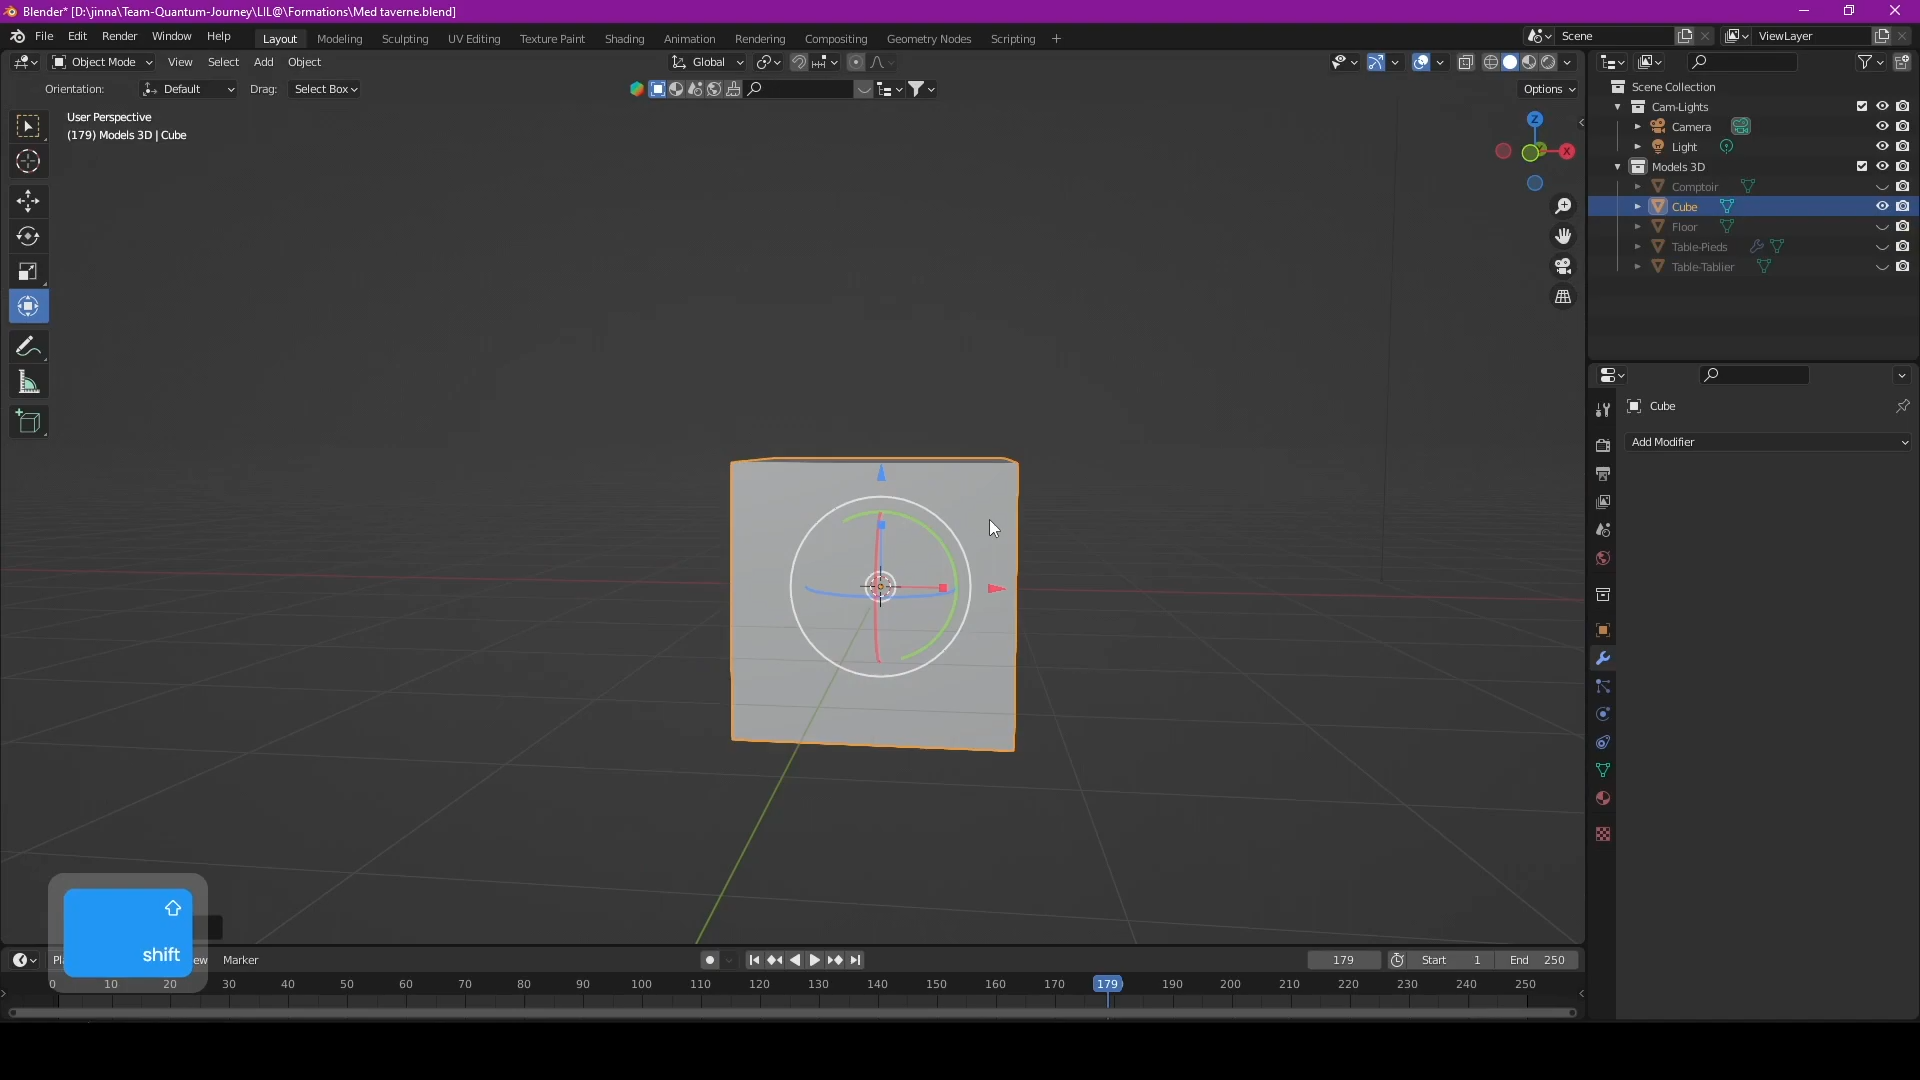 Blender* [D:\jinna\Team-Quantum-Journey\LIL@\Formations\Med taverne.blend]
File Edit Render Window Help Layout Modeling Sculpting UV Editing Texture Paint Shading Animation Rendering Compositing Geometry Nodes Scripting + Scene ViewLayer
Object Mode View Select Add Object Global
Orientation: Default Drag: Select Box Options
User Perspective
(179) Models 3D | Cube
Z
X
Scene Collection
Cam-Lights
Camera
Light
Models 3D
Comptoir
Cube
Floor
Table-Pieds
Table-Tablier
Cube
Add Modifier
shift
Marker 179 Start 1 End 250
0 10 20 30 40 50 60 70 80 90 100 110 120 130 140 150 160 170 179 190 200 210 220 230 240 250